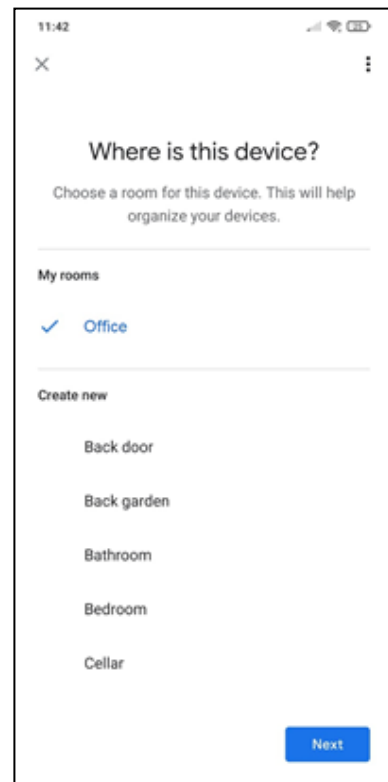 11:42
25
Where is this device?
Choose a room for this device. This will help
organize your devices.
My rooms
Office
Create new
Back door
Back garden
Bathroom
Bedroom
Cellar
Next